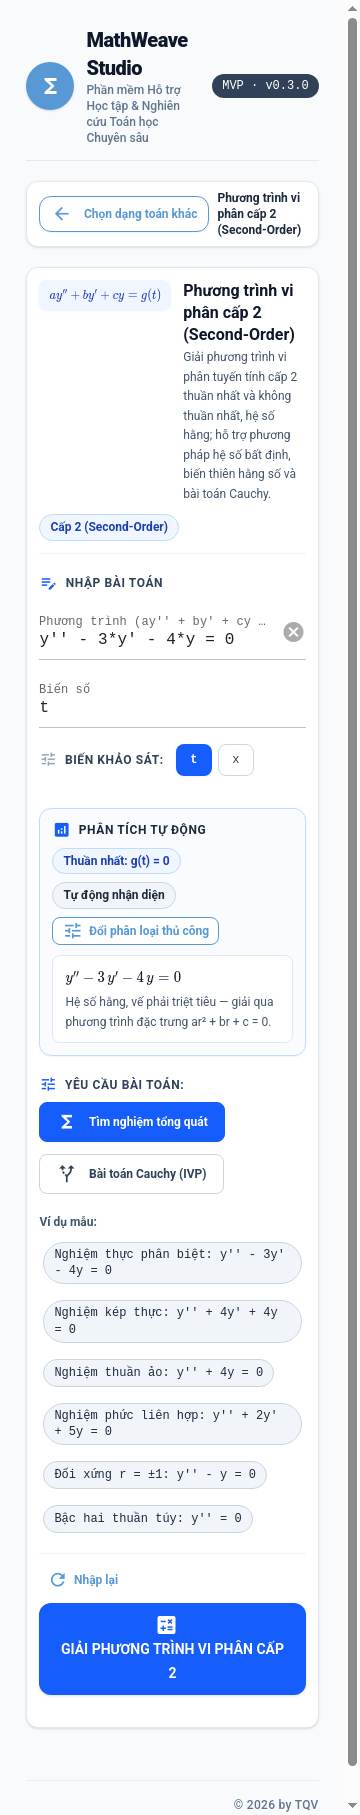 MathWeave
Studio
Phần mềm Hỗ trợ
Học tập & Nghiên
cứu Toán học
Chuyên sâu
MVP · v0.3.0
Chọn dạng toán khác
Phương trình vi
phân cấp 2
(Second-Order)
ay'' + by' + cy = g(t)
Phương trình vi
phân cấp 2
(Second-Order)
Giải phương trình vi
phân tuyến tính cấp 2
thuần nhất và không
thuần nhất, hệ số
hằng; hỗ trợ phương
pháp hệ số bất định,
biến thiên hằng số và
bài toán Cauchy.
Cấp 2 (Second-Order)
NHẬP BÀI TOÁN
Phương trình (ay'' + by' + cy …
y'' - 3*y' - 4*y = 0
Biến số
t
BIẾN KHẢO SÁT:
t
x
PHÂN TÍCH TỰ ĐỘNG
Thuần nhất: g(t) = 0
Tự động nhận diện
Đổi phân loại thủ công
y'' − 3 y' − 4 y = 0
Hệ số hằng, vế phải triệt tiêu — giải qua
phương trình đặc trưng ar² + br + c = 0.
YÊU CẦU BÀI TOÁN:
Tìm nghiệm tổng quát
Bài toán Cauchy (IVP)
Ví dụ mẫu:
Nghiệm thực phân biệt: y'' - 3y'
- 4y = 0
Nghiệm kép thực: y'' + 4y' + 4y
= 0
Nghiệm thuần ảo: y'' + 4y = 0
Nghiệm phức liên hợp: y'' + 2y'
+ 5y = 0
Đối xứng r = ±1: y'' - y = 0
Bậc hai thuần túy: y'' = 0
Nhập lại
GIẢI PHƯƠNG TRÌNH VI PHÂN CẤP
2
© 2026 by TQV